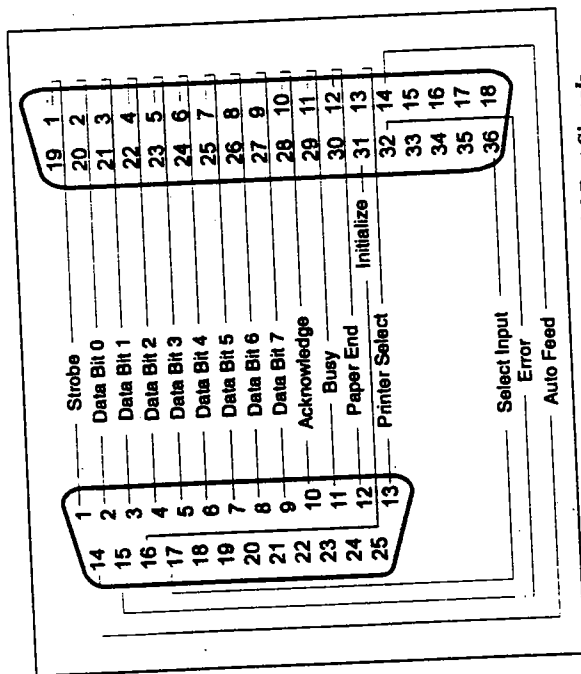 1
2
3
4
5
6
7
8
9
10
11
12
13
14
15
16
17
18
19
20
21
22
23
24
25
Strobe
Data Bit 0
Data Bit 1
Data Bit 2
Data Bit 3
Data Bit 4
Data Bit 5
Data Bit 6
Data Bit 7
Acknowledge
Busy
Paper End
Initialize
Printer Select
Select Input
Error
Auto Feed
19 1
20 2
21 3
22 4
23 5
24 6
25 7
26 8
27 9
28 10
29 11
30 12
31 13
32 14
33 15
34 16
35 17
36 18